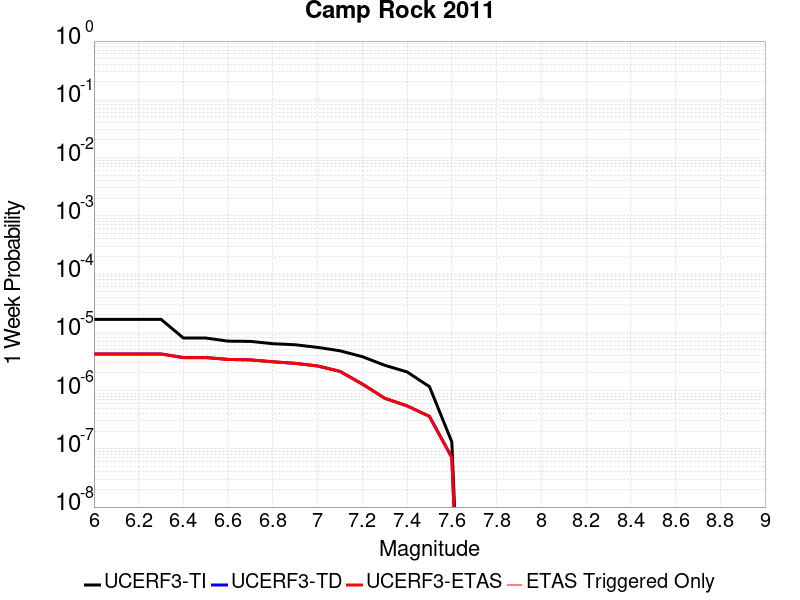 Camp Rock 2011
1 Week Probability
10^0
10^-1
10^-2
10^-3
10^-4
10^-5
10^-6
10^-7
10^-8
6 6.2 6.4 6.6 6.8 7 7.2 7.4 7.6 7.8 8 8.2 8.4 8.6 8.8 9
Magnitude
UCERF3-TI UCERF3-TD UCERF3-ETAS ETAS Triggered Only